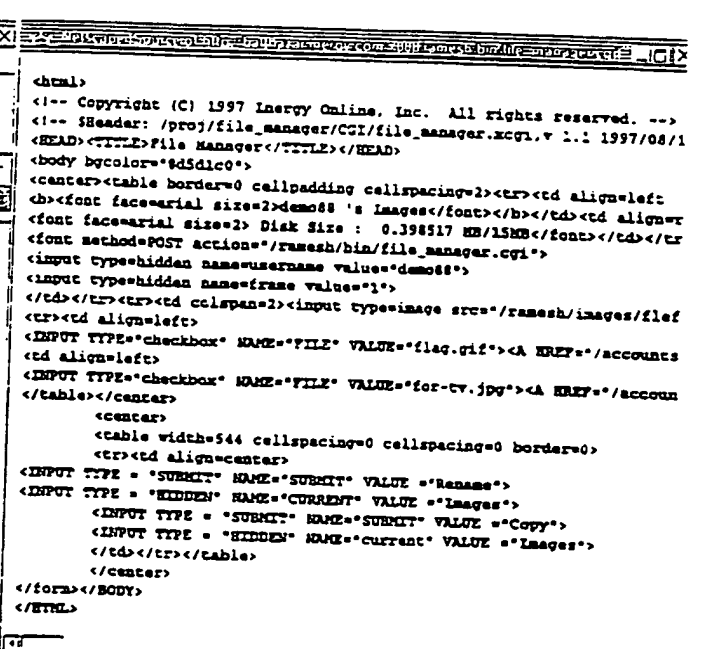 <html>
<!-- Copyright (C) 1997 Inergy Online, Inc. All rights reserved. -->
<!-- $Header: /proj/file_manager/CGI/file_manager.xcgi,v 1.1 1997/08/1
<HEAD><TITLE>File Manager</TITLE></HEAD>
<body bgcolor="#d5d1c0">
<center><table border=0 cellpadding cellspacing=2><tr><td align=left
<b><font face=arial size=2>demo88 's Images</font></b></td><td align=r
<font face=arial size=2> Disk Size : 0.398517 MB/15MB</font></td></tr
<font method=POST action="/ramesh/bin/file_manager.cgi">
<input type=hidden name=username value="demo88">
<input type=hidden name=frame value="1">
</td></tr><tr><td colspan=2><input type=image src="/ramesh/images/flef
<tr><td align=left>
<INPUT TYPE="checkbox" NAME="FILE" VALUE="flag.gif"><A HREF="/accounts
<td align=left>
<INPUT TYPE="checkbox" NAME="FILE" VALUE="for-tv.jpg"><A HREF="/accoun
</table></center>
<center>
<table width=544 cellspacing=0 cellspacing=0 border=0>
<tr><td align=center>
<INPUT TYPE = "SUBMIT" NAME="SUBMIT" VALUE ="Rename">
<INPUT TYPE = "HIDDEN" NAME="CURRENT" VALUE ="Images">
<INPUT TYPE = "SUBMIT" NAME="SUBMIT" VALUE ="Copy">
<INPUT TYPE = "HIDDEN" NAME="current" VALUE ="Images">
</td></tr></table>
</center>
</form></BODY>
</HTML>